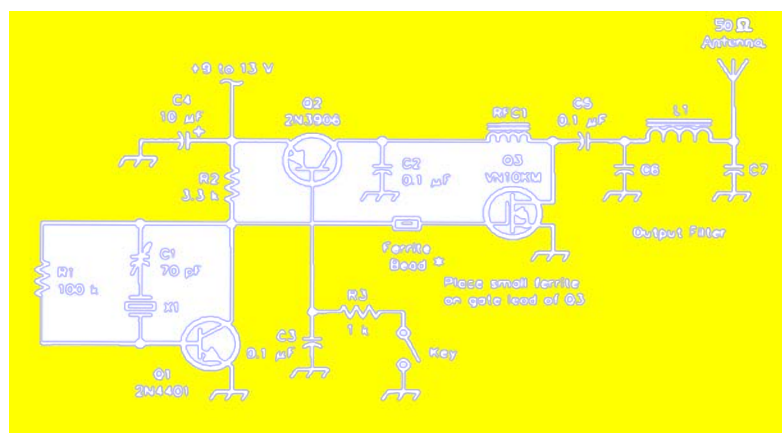 50 Ω
Antenna
+9 to 13 V
C4
10 µF
Q2
2N3906
RFC1
C5
0.1 µF
L1
R2
3.3 k
C2
0.1 µF
Q3
VN10KM
C6
C7
Output Filter
C1
70 pF
R1
100 k
X1
Ferrite
Bead *
Place small ferrite
on gate lead of Q3
R3
1 k
C3
0.1 µF
Key
Q1
2N4401